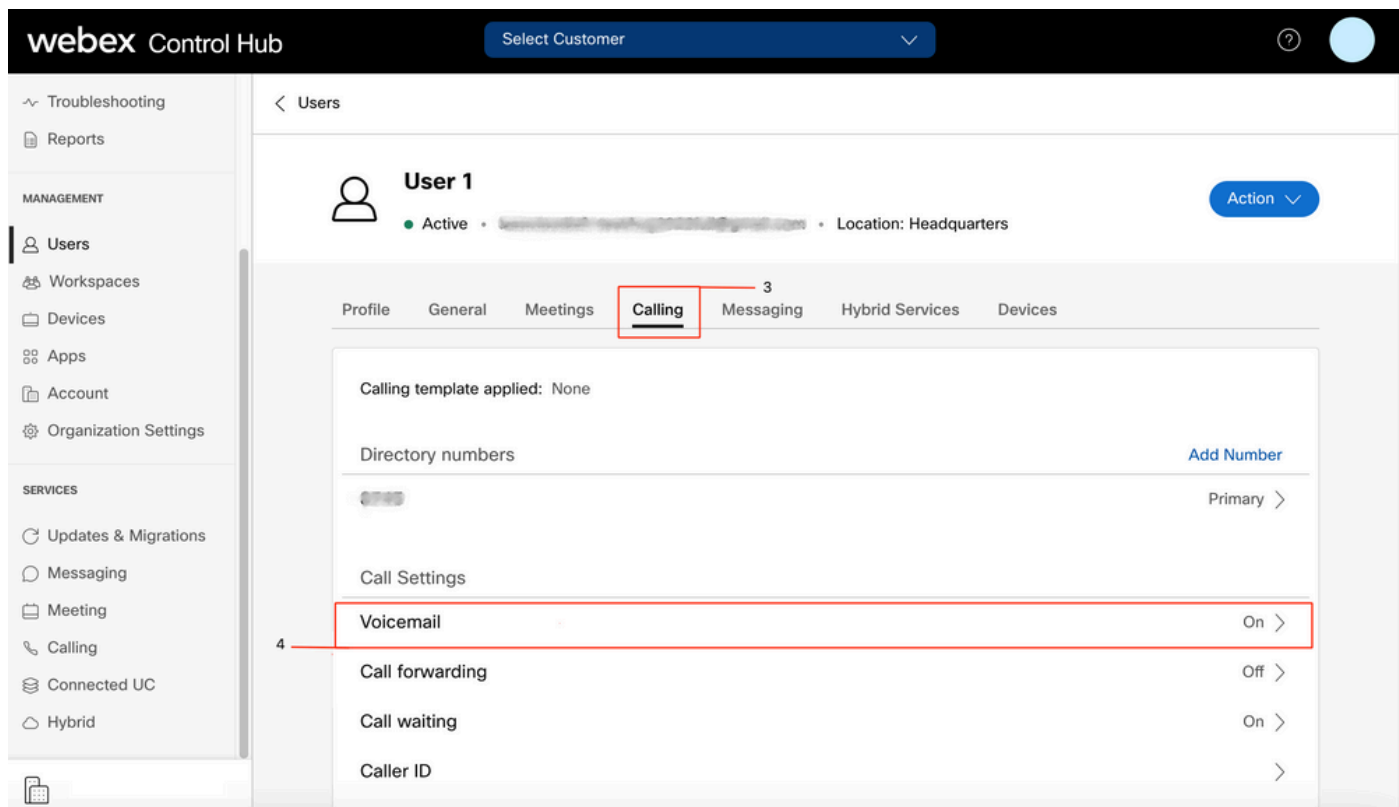 webex Control Hub
Select Customer
Troubleshooting
Reports
MANAGEMENT
Users
Workspaces
Devices
Apps
Account
Organization Settings
SERVICES
Updates & Migrations
Messaging
Meeting
Calling
Connected UC
Hybrid
Users
User 1
Active • • Location: Headquarters
Action
3
Profile General Meetings Calling Messaging Hybrid Services Devices
Calling template applied: None
Directory numbers Add Number
Primary
Call Settings
Voicemail On
4
Call forwarding Off
Call waiting On
Caller ID